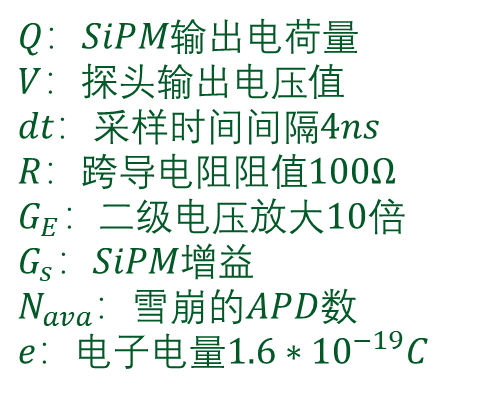 Q：SiPM输出电荷量
V：探头输出电压值
dt：采样时间间隔4ns
R：跨导电阻阻值100Ω
G_E：二级电压放大10倍
G_s：SiPM增益
N_ava：雪崩的APD数
e：电子电量1.6 * 10^{-19}C